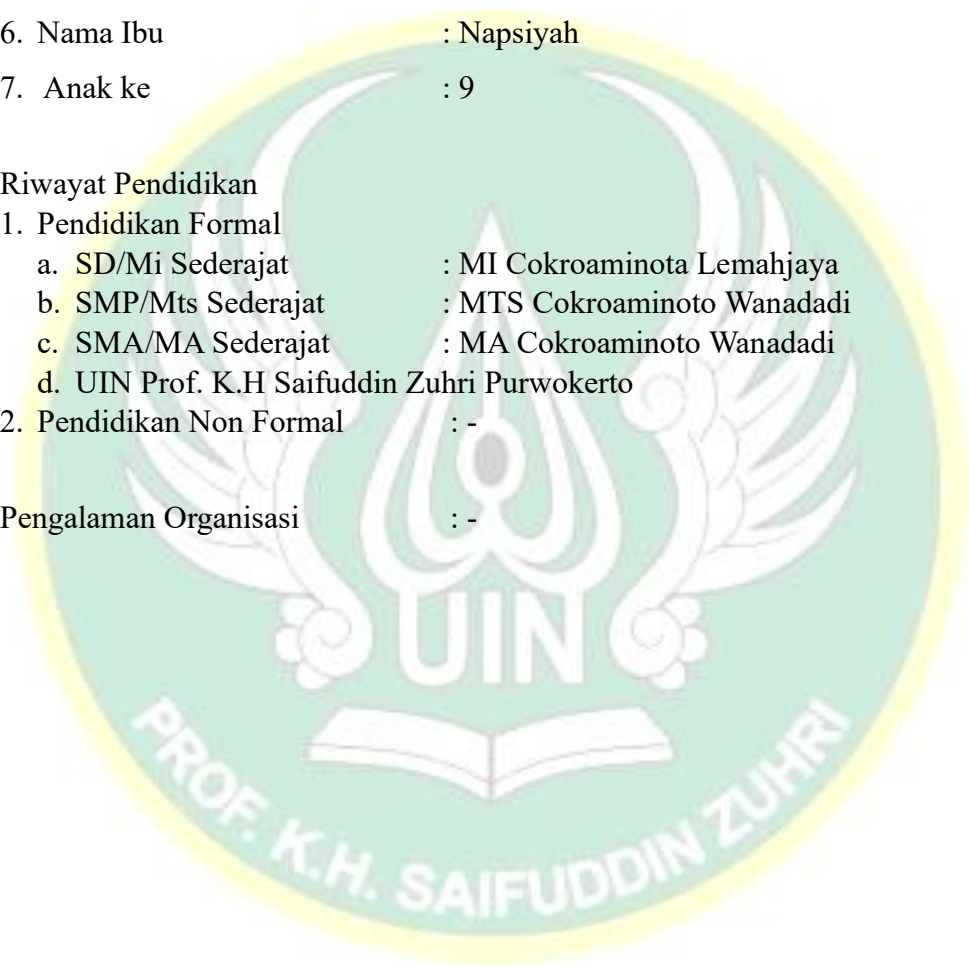 6. Nama Ibu : Napsiyah
7. Anak ke : 9
Riwayat Pendidikan
1. Pendidikan Formal
a. SD/Mi Sederajat : MI Cokroaminota Lemahjaya
b. SMP/Mts Sederajat : MTS Cokroaminoto Wanadadi
c. SMA/MA Sederajat : MA Cokroaminoto Wanadadi
d. UIN Prof. K.H Saifuddin Zuhri Purwokerto
2. Pendidikan Non Formal : -
Pengalaman Organisasi : -
UIN
PROF. K.H. SAIFUDDIN ZUHRI